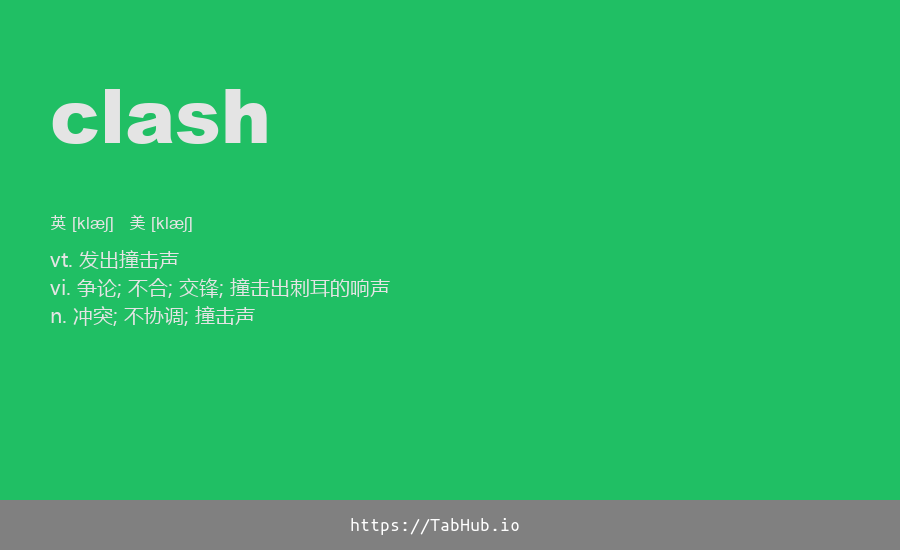 clash
英 [klæʃ] 美 [klæʃ]
vt. 发出撞击声
vi. 争论; 不合; 交锋; 撞击出刺耳的响声
n. 冲突; 不协调; 撞击声
https://TabHub.io